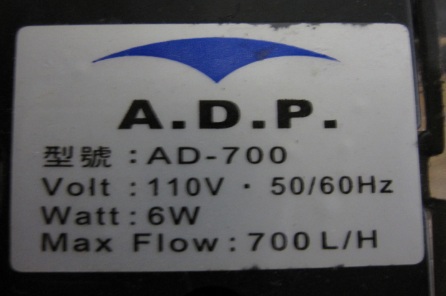 A.D.P.
型號 : AD-700
Volt : 110V · 50/60Hz
Watt : 6W
Max Flow : 700 L/H